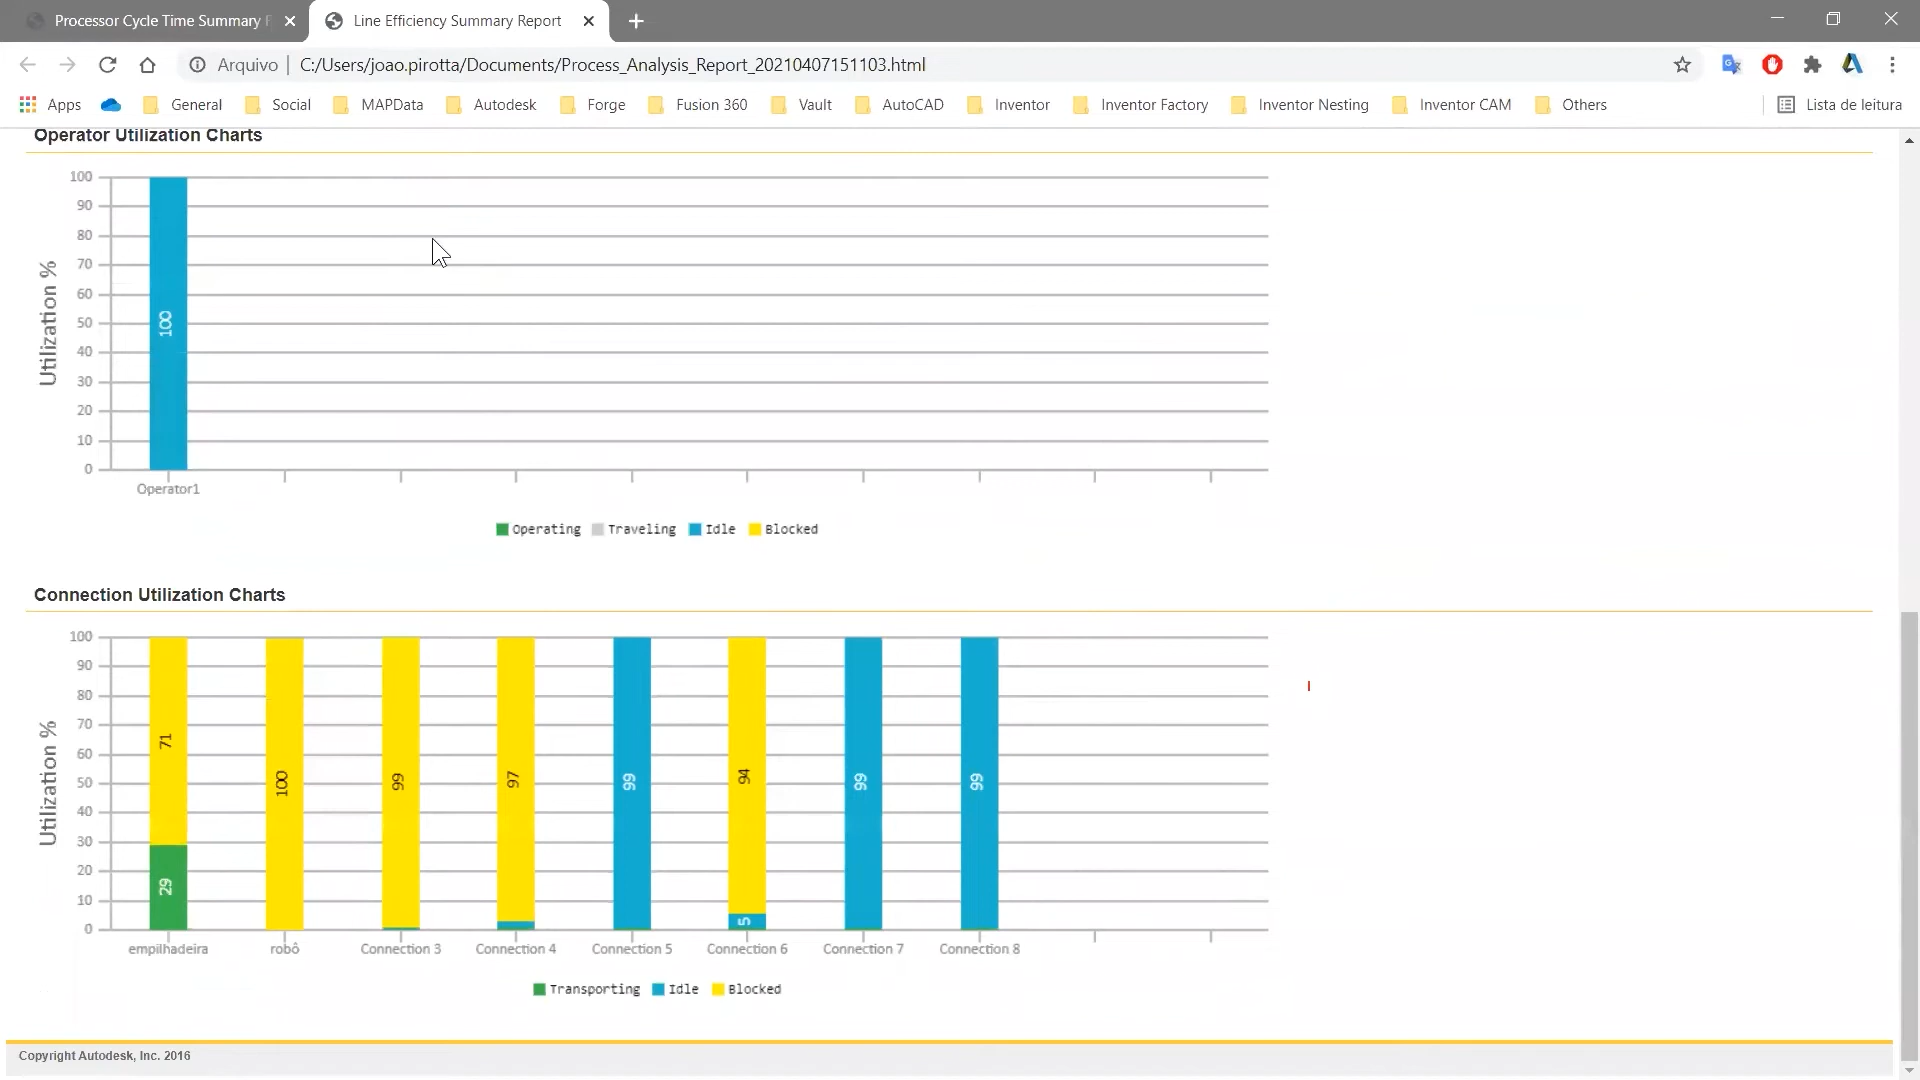 Processor Cycle Time Summary R
Line Efficiency Summary Report
Arquivo | C:/Users/joao.pirotta/Documents/Process_Analysis_Report_20210407151103.html
Apps General Social MAPData Autodesk Forge Fusion 360 Vault AutoCAD Inventor Inventor Factory Inventor Nesting Inventor CAM Others Lista de leitura
Operator Utilization Charts
Utilization %
100
90
80
70
60
50
40
30
20
10
0
100
Operator1
Operating Traveling Idle Blocked
Connection Utilization Charts
Utilization %
100
90
80
70
60
50
40
30
20
10
0
71
29
100
99
97
99
94
5
99
99
empilhadeira robô Connection 3 Connection 4 Connection 5 Connection 6 Connection 7 Connection 8
Transporting Idle Blocked
Copyright Autodesk, Inc. 2016